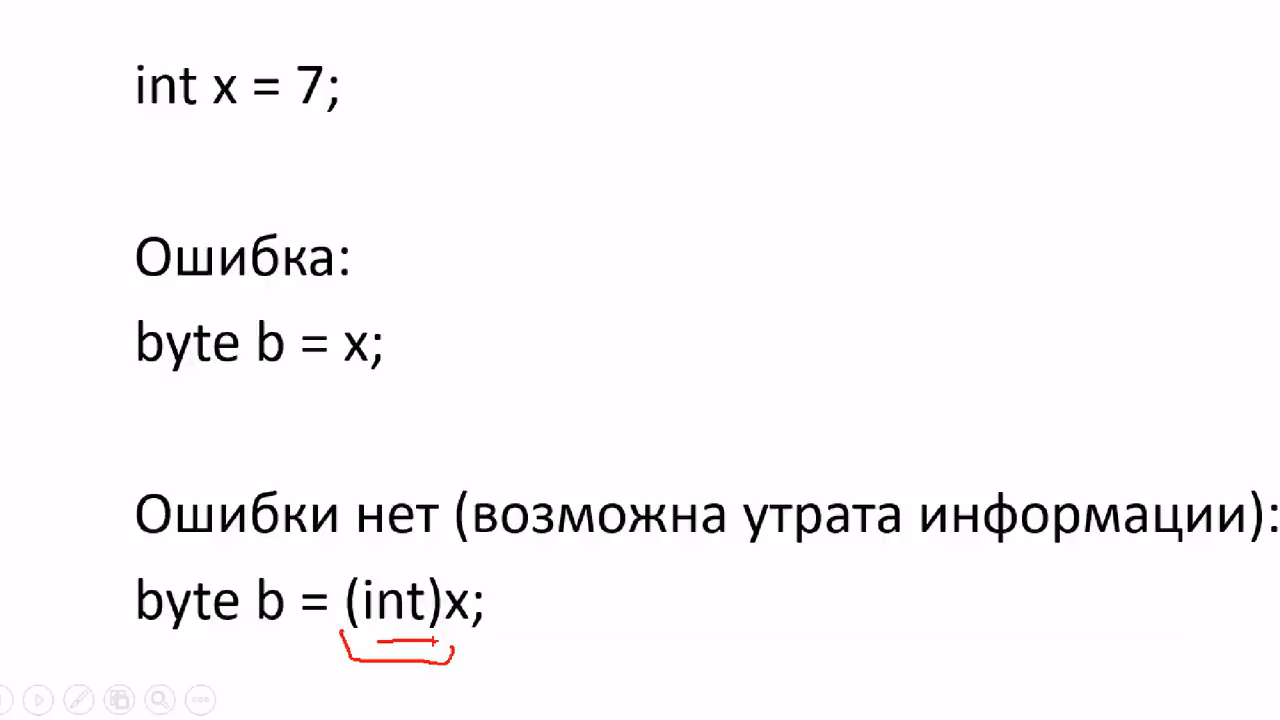 int x = 7;
Ошибка:
byte b = x;
Ошибки нет (возможна утрата информации):
byte b = (int)x;